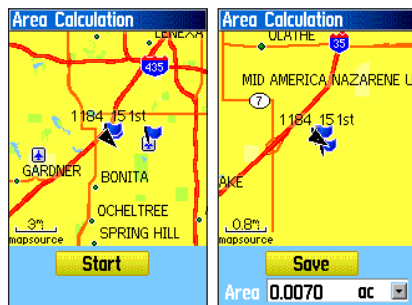 Area Calculation
LENEXA
435
1184 151st
GARDNER
BONITA
OCHELTREE
SPRING HILL
3m
mapsource
Start
Area Calculation
OLATHE
35
MID AMERICA NAZARENE U
7
1184 151st
AKE
0.8m
mapsource
Save
Area 0.0070 ac